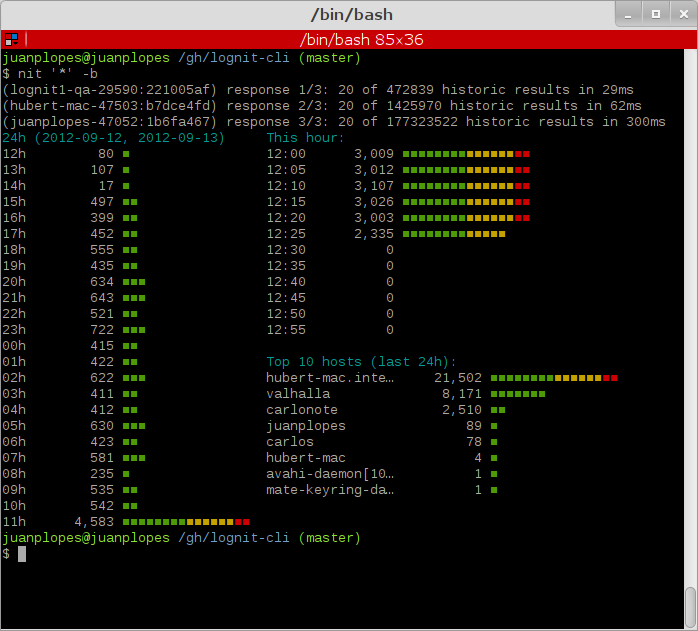 /bin/bash
/bin/bash 85×36
juanplopes@juanplopes /gh/lognit-cli (master)
$ nit '*' -b
(lognit1-qa-29590:221005af) response 1/3: 20 of 472839 historic results in 29ms
(hubert-mac-47503:b7dce4fd) response 2/3: 20 of 1425970 historic results in 62ms
(juanplopes-47052:1b6fa467) response 3/3: 20 of 177323522 historic results in 300ms
24h (2012-09-12, 2012-09-13) This hour:
12h 80 12:00 3,009
13h 107 12:05 3,012
14h 17 12:10 3,107
15h 497 12:15 3,026
16h 399 12:20 3,003
17h 452 12:25 2,335
18h 555 12:30 0
19h 435 12:35 0
20h 634 12:40 0
21h 643 12:45 0
22h 521 12:50 0
23h 722 12:55 0
00h 415
01h 422 Top 10 hosts (last 24h):
02h 622 hubert-mac.inte… 21,502
03h 411 valhalla 8,171
04h 412 carlonote 2,510
05h 630 juanplopes 89
06h 423 carlos 78
07h 581 hubert-mac 4
08h 235 avahi-daemon[10… 1
09h 535 mate-keyring-da… 1
10h 542
11h 4,583
juanplopes@juanplopes /gh/lognit-cli (master)
$